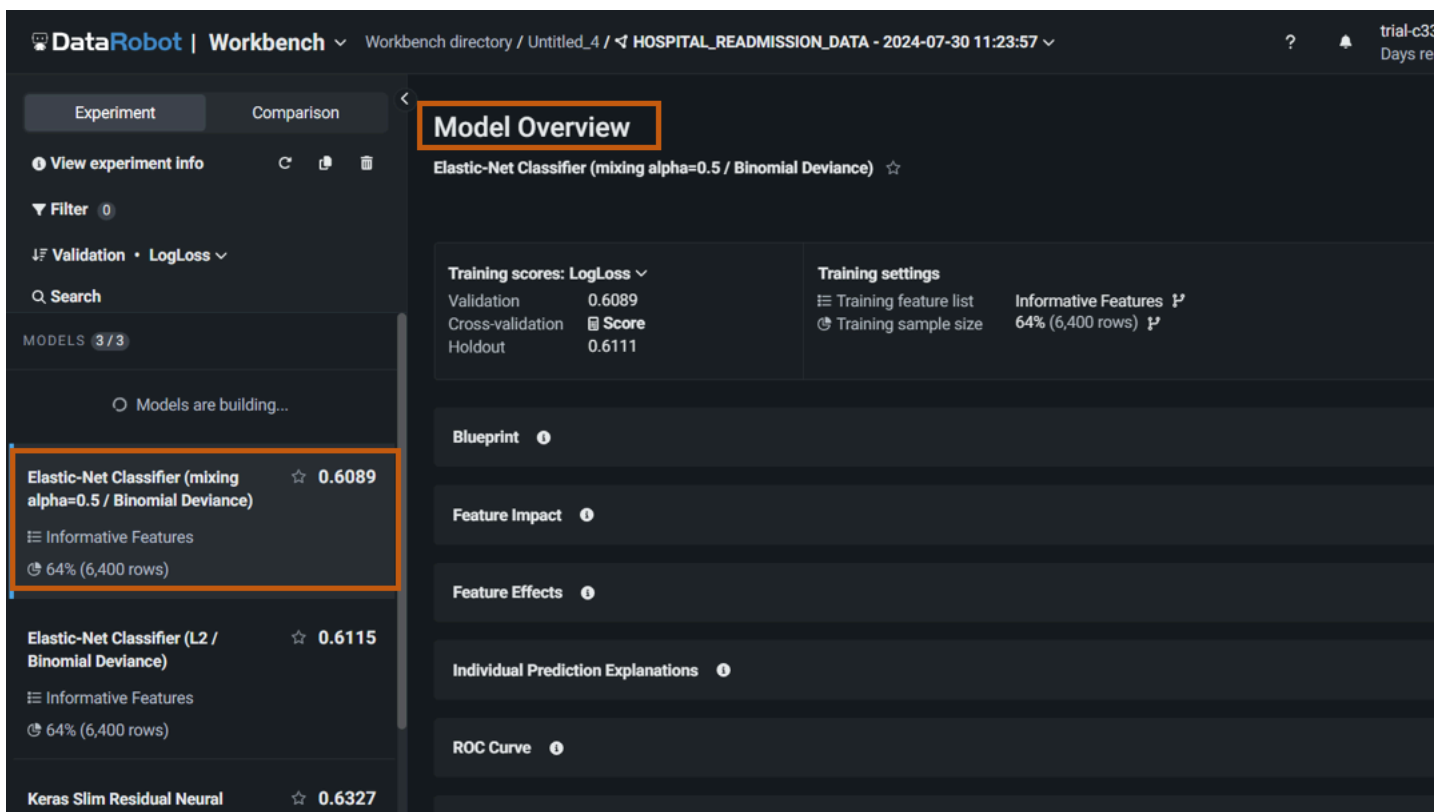 DataRobot | Workbench Workbench directory / Untitled_4 / HOSPITAL_READMISSION_DATA - 2024-07-30 11:23:57 ?
trial-c33
Days re
Experiment Comparison
View experiment info
Filter 0
Validation • LogLoss
Search
MODELS 3/3
Models are building...
Elastic-Net Classifier (mixing 0.6089
alpha=0.5 / Binomial Deviance)
Informative Features
64% (6,400 rows)
Elastic-Net Classifier (L2 / 0.6115
Binomial Deviance)
Informative Features
64% (6,400 rows)
Keras Slim Residual Neural 0.6327
Model Overview
Elastic-Net Classifier (mixing alpha=0.5 / Binomial Deviance)
Training scores: LogLoss
Validation 0.6089
Cross-validation Score
Holdout 0.6111
Training settings
Training feature list Informative Features
Training sample size 64% (6,400 rows)
Blueprint
Feature Impact
Feature Effects
Individual Prediction Explanations
ROC Curve